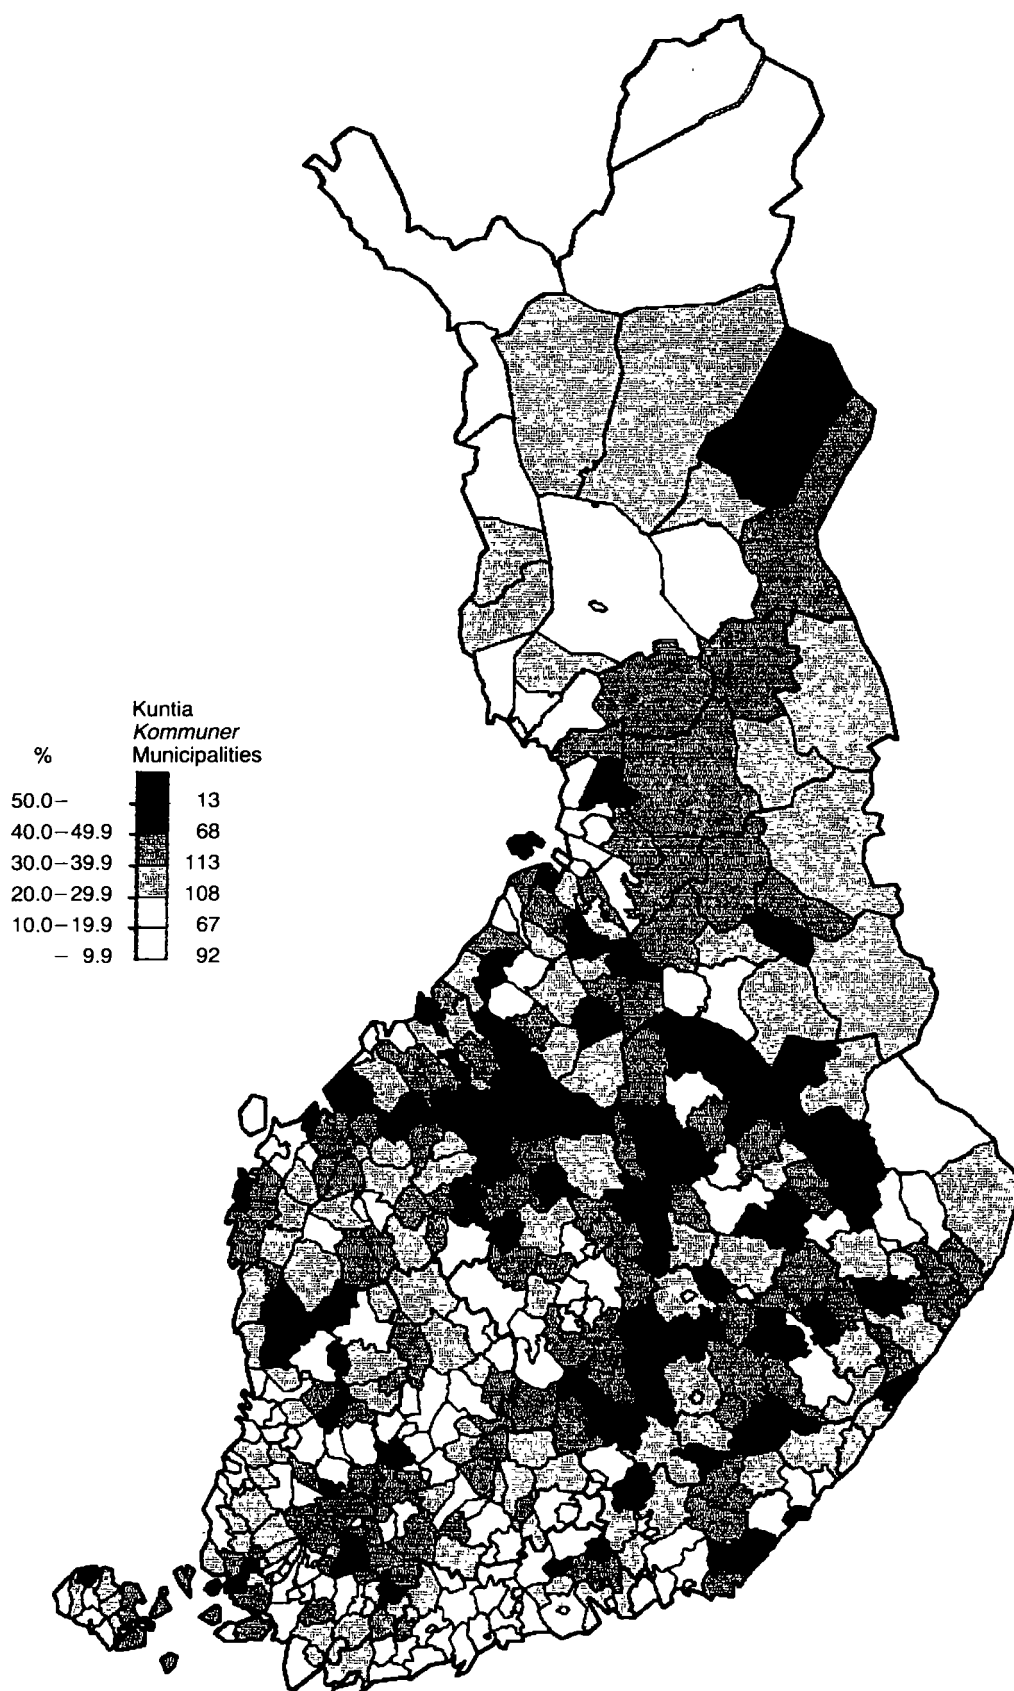 Kuntia
Kommuner
% Municipalities
50.0– 13
40.0–49.9 68
30.0–39.9 113
20.0–29.9 108
10.0–19.9 67
– 9.9 92